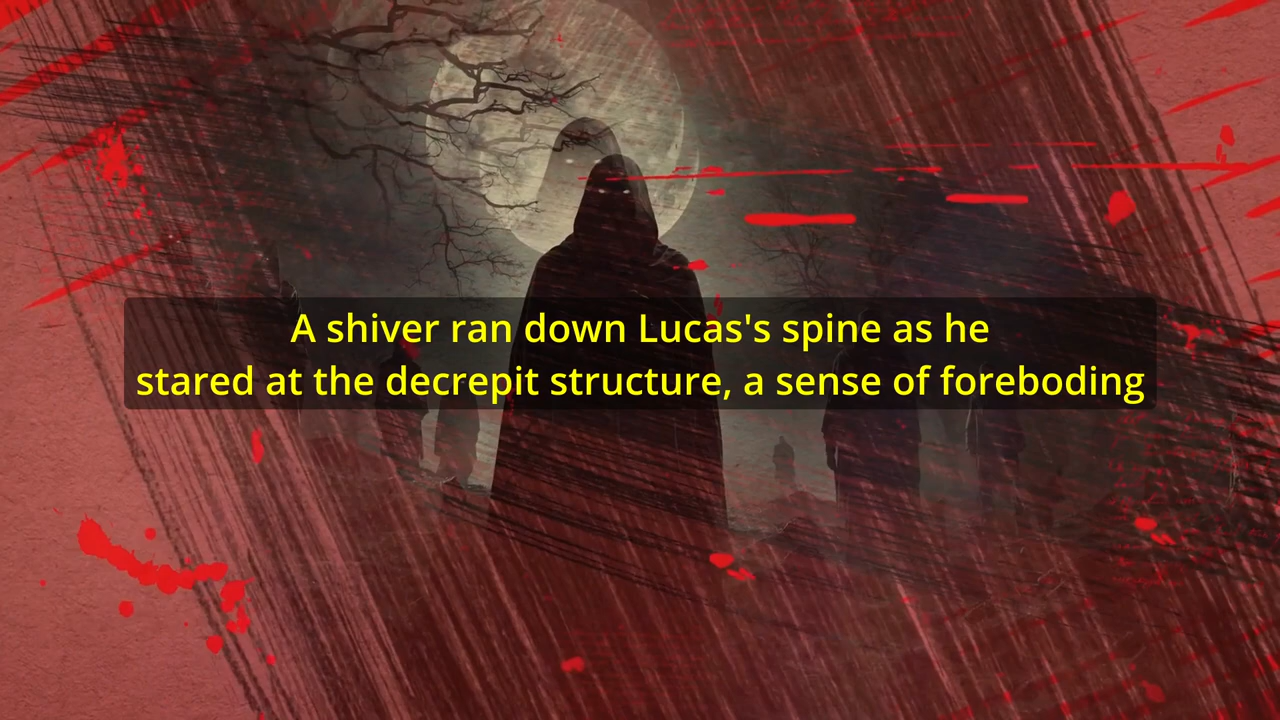 A shiver ran down Lucas's spine as he
stared at the decrepit structure, a sense of foreboding